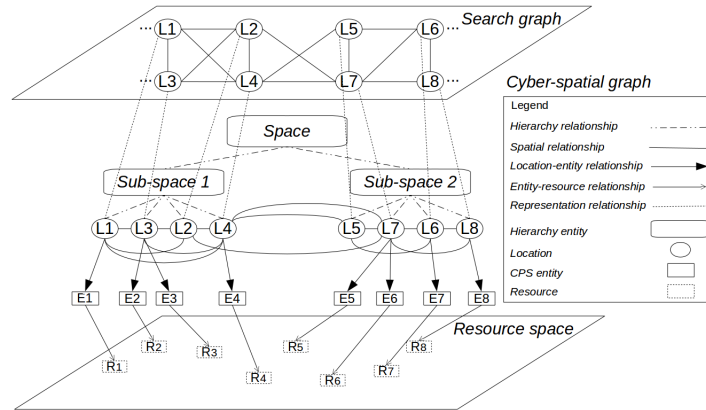 Search graph
... L1 L2 L5 L6 ...
... L3 L4 L7 L8 ...
Cyber-spatial graph
Legend
Hierarchy relationship
Spatial relationship
Location-entity relationship
Entity-resource relationship
Representation relationship
Hierarchy entity
Location
CPS entity
Resource
Space
Sub-space 1 Sub-space 2
L1 L3 L2 L4 L5 L7 L6 L8
E1 E2 E3 E4 E5 E6 E7 E8
Resource space
R1 R2 R3 R4 R5 R6 R7 R8